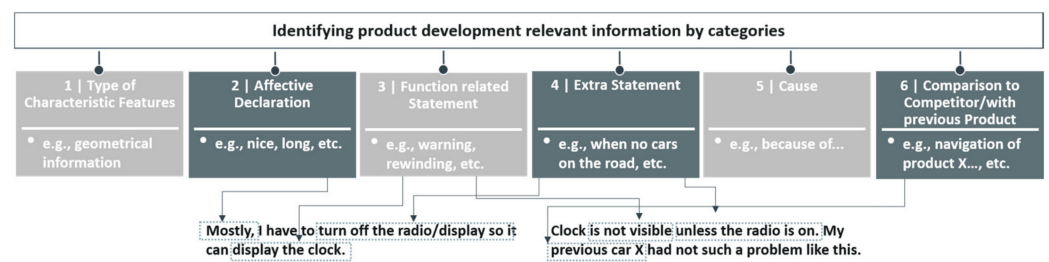 Identifying product development relevant information by categories
1 | Type of
Characteristic Features
• e.g., geometrical
information
2 | Affective
Declaration
• e.g., nice, long, etc.
3 | Function related
Statement
• e.g., warning,
rewinding, etc.
4 | Extra Statement
• e.g., when no cars
on the road, etc.
5 | Cause
• e.g., because of...
6 | Comparison to
Competitor/with
previous Product
• e.g., navigation of
product X..., etc.
Mostly, I have to turn off the radio/display so it
can display the clock.
Clock is not visible unless the radio is on. My
previous car X had not such a problem like this.